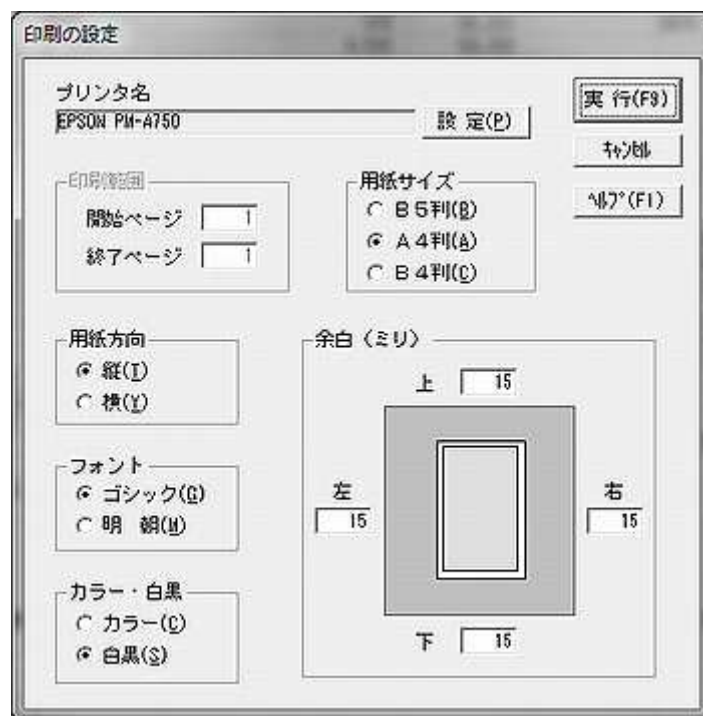 印刷の設定
プリンタ名
EPSON PM-A750
設 定(P)
実 行(F9)
ｷｬﾝｾﾙ
ﾍﾙﾌﾟ(F1)
印刷範囲
開始ページ 1
終了ページ 1
用紙サイズ
B5判(B)
A4判(A)
B4判(C)
用紙方向
縦(T)
横(Y)
フォント
ゴシック(G)
明 朝(M)
カラー・白黒
カラー(C)
白黒(S)
余白（ミリ）
上 15
左
15
右
15
下 15